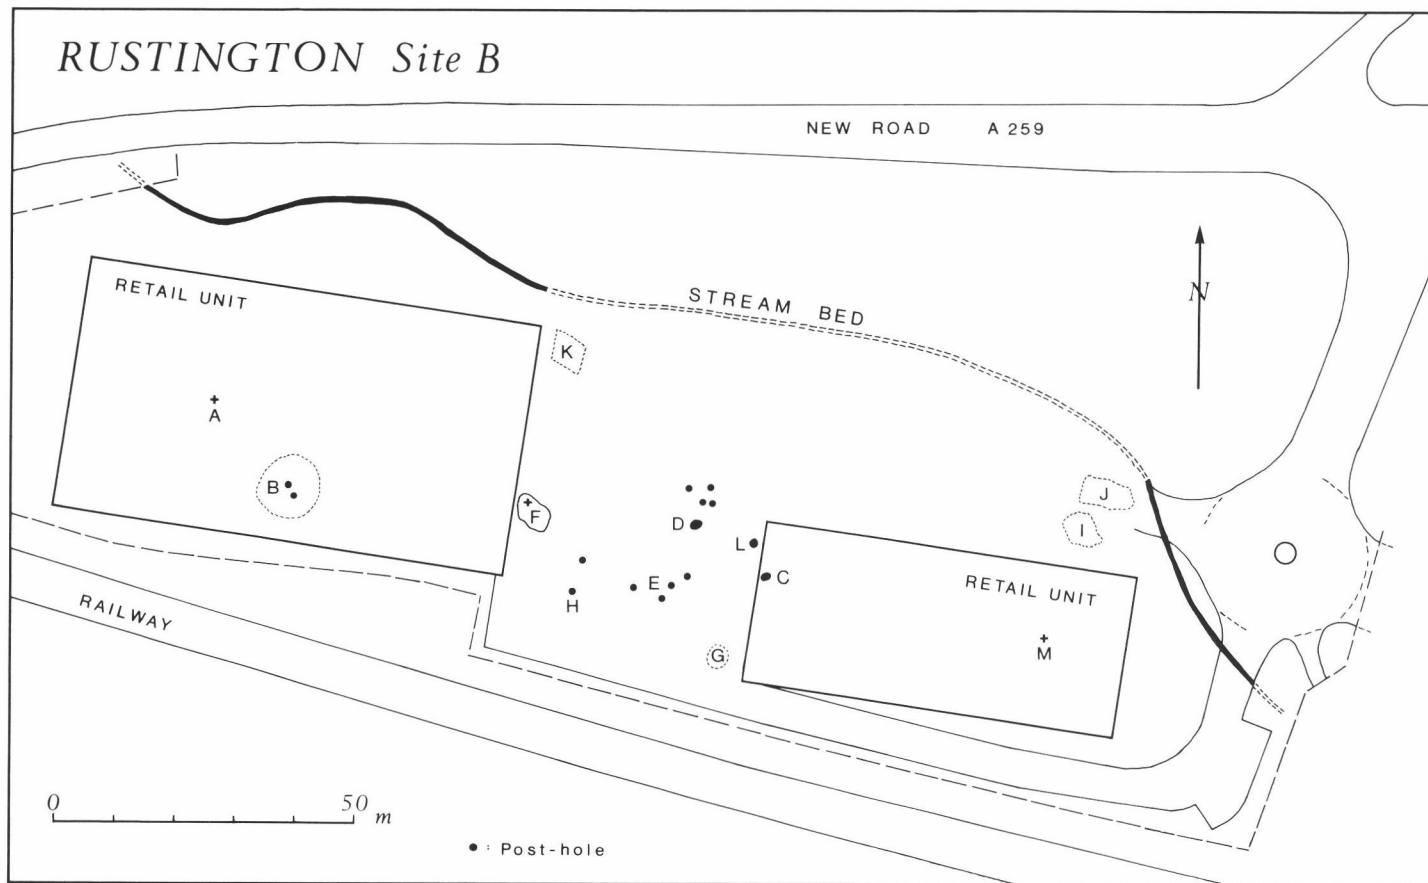 RUSTINGTON Site B
NEW ROAD A 259
RETAIL UNIT
STREAM BED
N
K
A
B
F
J
I
D
L
C
E
H
RETAIL UNIT
G
M
RAILWAY
0 50 m
: Post-hole